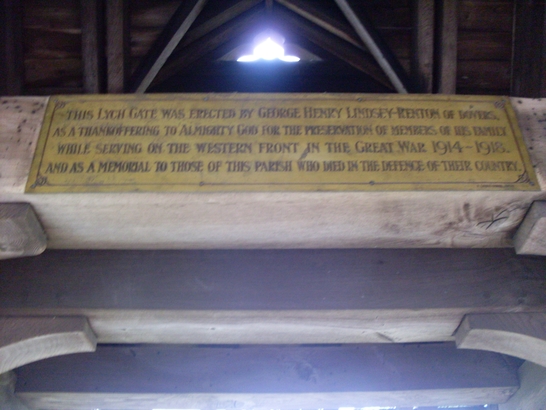 THIS LYCH GATE WAS ERECTED BY GEORGE HENRY LINDSEY-RENTON OF DOVERS,
AS A THANKOFFERING TO ALMIGHTY GOD FOR THE PRESERVATION OF MEMBERS OF HIS FAMILY
WHILE SERVING ON THE WESTERN FRONT IN THE GREAT WAR 1914-1918.
AND AS A MEMORIAL TO THOSE OF THIS PARISH WHO DIED IN THE DEFENCE OF THEIR COUNTRY.